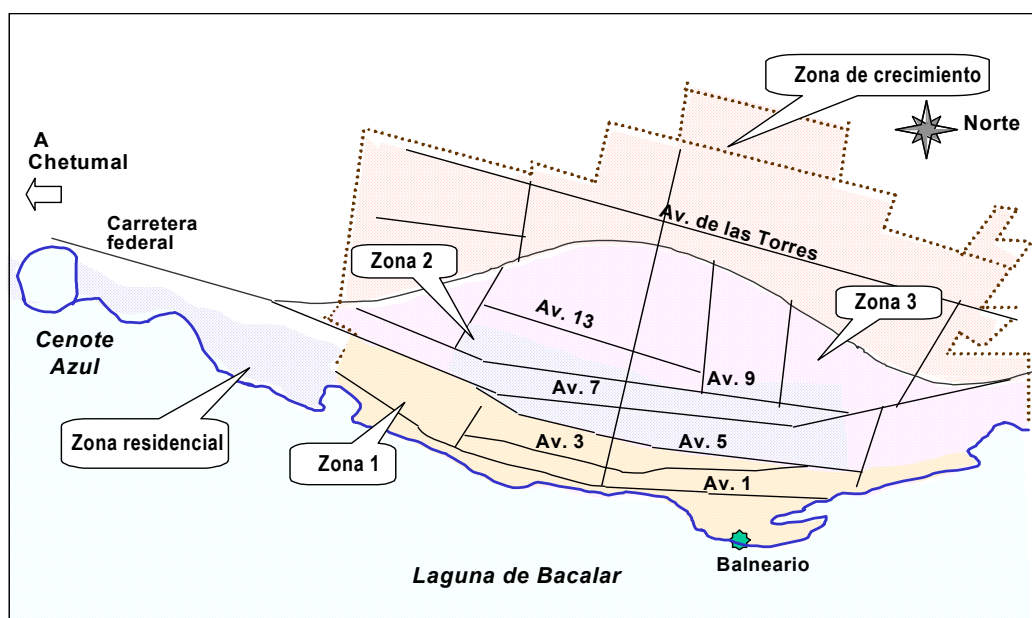 Zona de crecimiento
Norte
A
Chetumal
Carretera
federal
Av. de las Torres
Zona 2
Zona 3
Av. 13
Cenote
Azul
Av. 7
Av. 9
Zona residencial
Zona 1
Av. 3
Av. 5
Av. 1
Balneario
Laguna de Bacalar